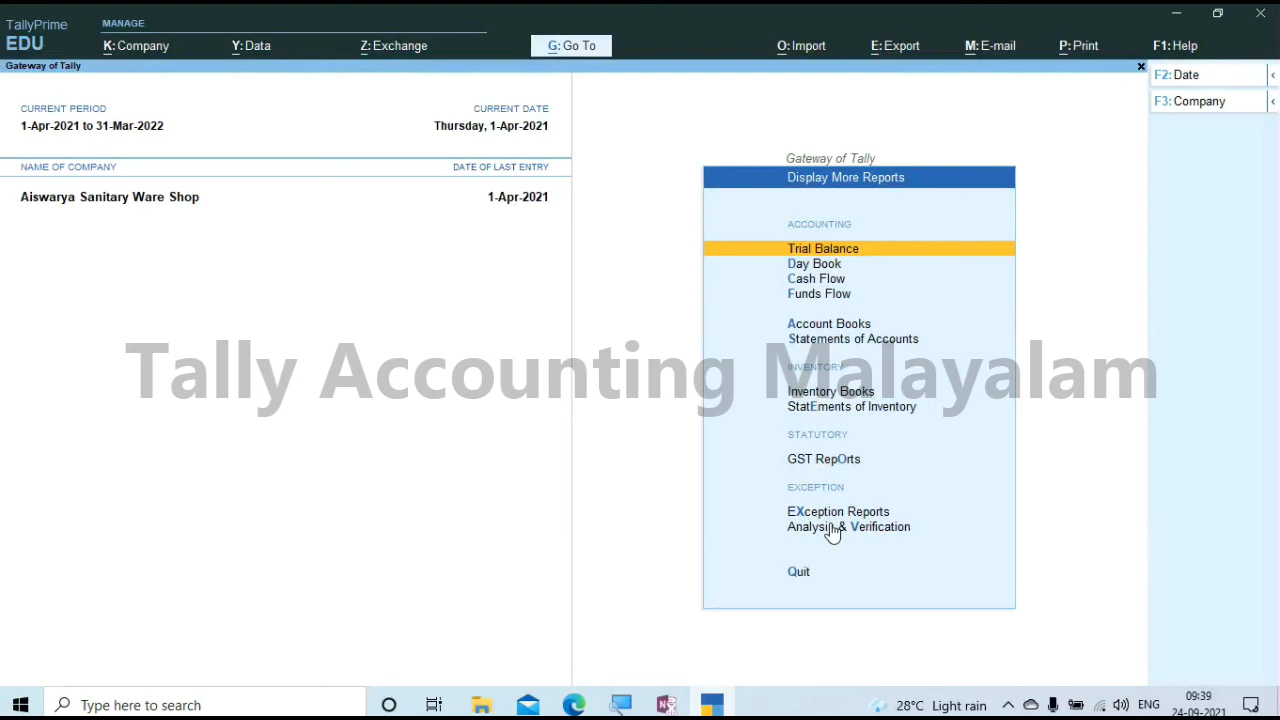 TallyPrime
EDU
MANAGE
K: Company
Y: Data
Z: Exchange
G: Go To
O: Import
E: Export
M: E-mail
P: Print
F1: Help
Gateway of Tally
F2: Date
F3: Company
CURRENT PERIOD
CURRENT DATE
1-Apr-2021 to 31-Mar-2022
Thursday, 1-Apr-2021
NAME OF COMPANY
DATE OF LAST ENTRY
Aiswarya Sanitary Ware Shop
1-Apr-2021
Gateway of Tally
Display More Reports
ACCOUNTING
Trial Balance
Day Book
Cash Flow
Funds Flow
Account Books
Statements of Accounts
INVENTORY
Inventory Books
StatEments of Inventory
STATUTORY
GST RepOrts
EXCEPTION
EXception Reports
Analysis & Verification
Quit
Tally Accounting Malayalam
Type here to search
28°C Light rain
ENG
09:39
24-09-2021